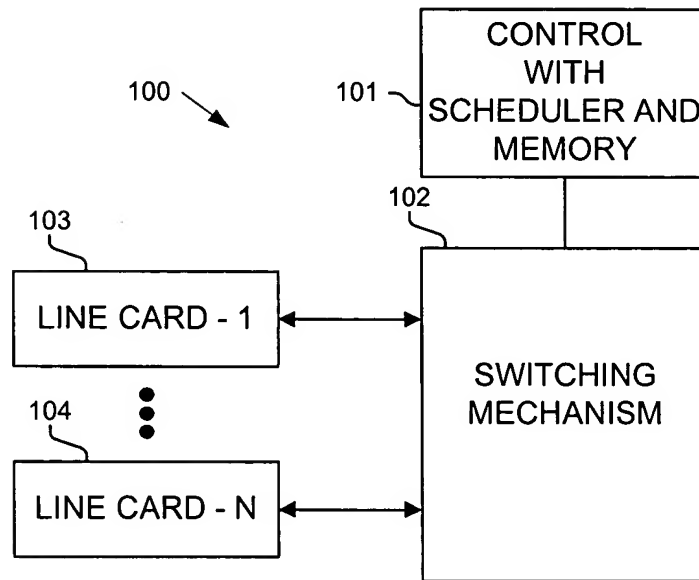 CONTROL
WITH
SCHEDULER AND
MEMORY
100
101
102
103
LINE CARD - 1
SWITCHING
MECHANISM
104
LINE CARD - N